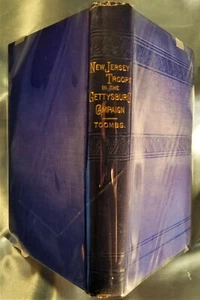 NEW JERSEY
TROOPS
IN THE
GETTYSBURG
CAMPAIGN
TOOMBS.